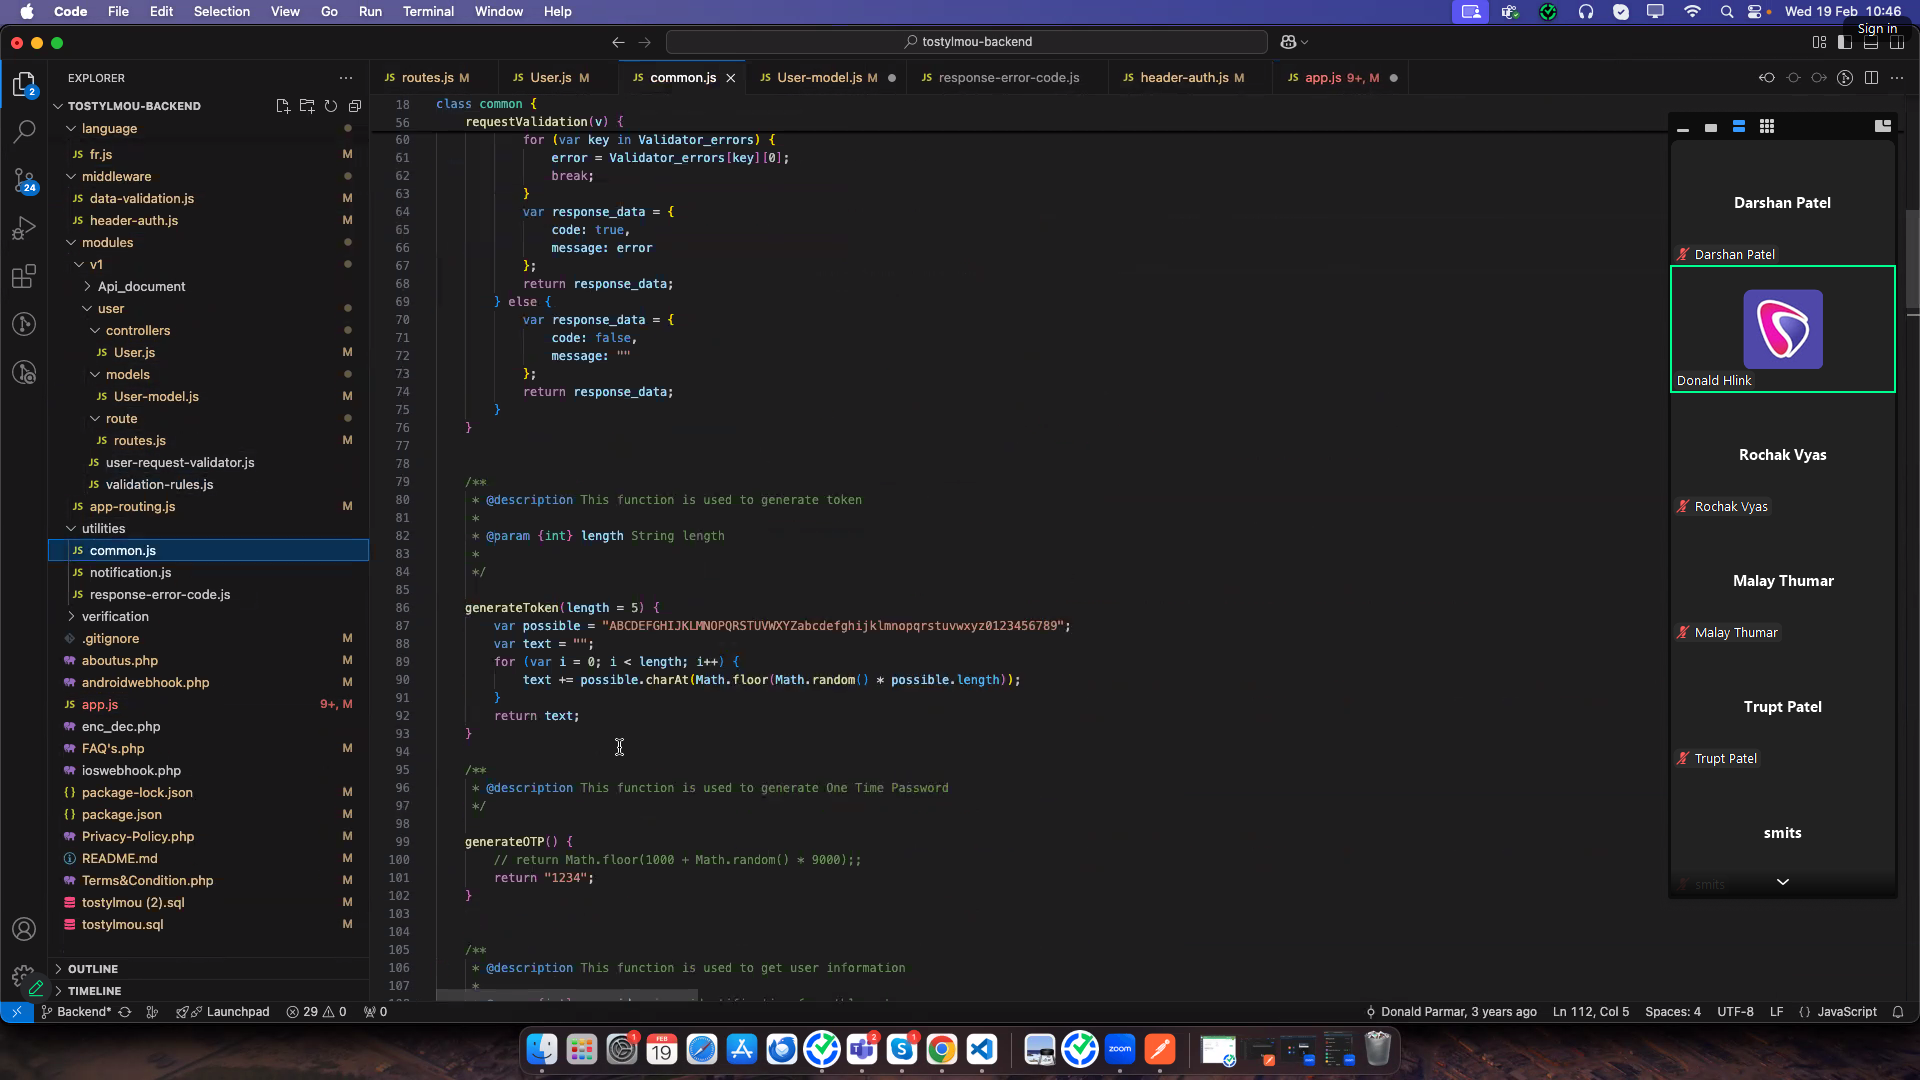 Code File Edit Selection View Go Run Terminal Window Help
Wed 19 Feb 10:46
Sign in
tostylmou-backend
EXPLORER
TOSTYLMOU-BACKEND
language
fr.js M
middleware
data-validation.js M
header-auth.js M
modules
v1
Api_document
user
controllers
User.js M
models
User-model.js M
route
routes.js M
user-request-validator.js
validation-rules.js
app-routing.js M
utilities
common.js
notification.js
response-error-code.js
verification
.gitignore M
aboutus.php M
androidwebhook.php M
app.js 9+, M
enc_dec.php
FAQ's.php M
ioswebhook.php
package-lock.json M
package.json M
Privacy-Policy.php M
README.md M
Terms&Condition.php M
tostylmou (2).sql M
tostylmou.sql M
OUTLINE
TIMELINE
2
24
routes.js M User.js M common.js User-model.js M response-error-code.js header-auth.js M app.js 9+, M
18 class common {
56 requestValidation(v) {
60 for (var key in Validator_errors) {
61 error = Validator_errors[key][0];
62 break;
63 }
64 var response_data = {
65 code: true,
66 message: error
67 };
68 return response_data;
69 } else {
70 var response_data = {
71 code: false,
72 message: ""
73 };
74 return response_data;
75 }
76 }
77
78
79 /**
80 * @description This function is used to generate token
81 *
82 * @param {int} length String length
83 *
84 */
85
86 generateToken(length = 5) {
87 var possible = "ABCDEFGHIJKLMNOPQRSTUVWXYZabcdefghijklmnopqrstuvwxyz0123456789";
88 var text = "";
89 for (var i = 0; i < length; i++) {
90 text += possible.charAt(Math.floor(Math.random() * possible.length));
91 }
92 return text;
93 }
94
95 /**
96 * @description This function is used to generate One Time Password
97 */
98
99 generateOTP() {
100 // return Math.floor(1000 + Math.random() * 9000);;
101 return "1234";
102 }
103
104
105 /**
106 * @description This function is used to get user information
107 *
Darshan Patel
Darshan Patel
Donald Hlink
Rochak Vyas
Rochak Vyas
Malay Thumar
Malay Thumar
Trupt Patel
Trupt Patel
smits
smits
Backend* Launchpad 29 0 0
Donald Parmar, 3 years ago Ln 112, Col 5 Spaces: 4 UTF-8 LF {} JavaScript
1
FEB
19
2
1
zoom